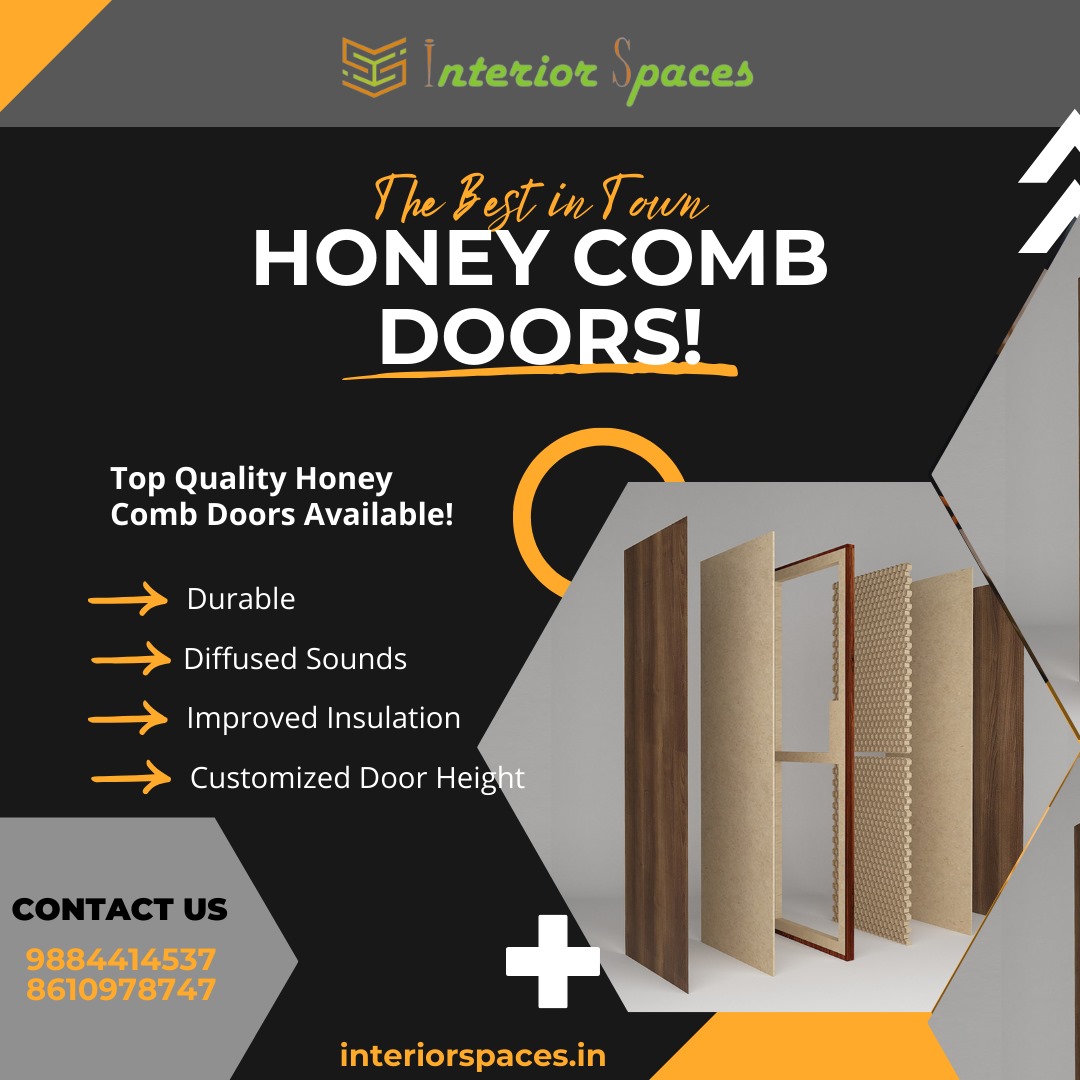 Interior Spaces
The Best in Town
HONEY COMB
DOORS!
Top Quality Honey
Comb Doors Available!
Durable
Diffused Sounds
Improved Insulation
Customized Door Height
CONTACT US
9884414537
8610978747
interiorspaces.in